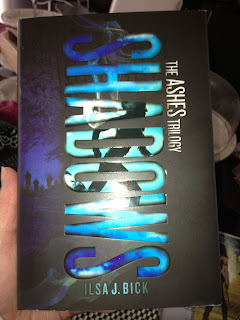 THE ASHES TRILOGY
SHADOWS
ILSA J. BICK